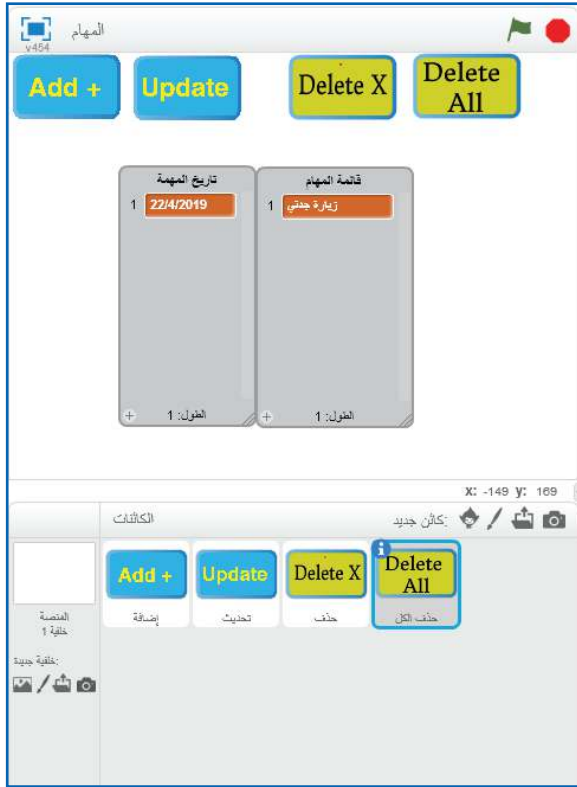 المهام
v454
Add +
Update
Delete X
Delete All
قائمة المهام
1 زيارة جدتي
الطول: 1
تاريخ المهمة
1 22/4/2019
الطول: 1
x: -149 y: 169
الكائنات
كائن جديد:
Add +
إضافة
Update
تحديث
Delete X
حذف
Delete All
حذف الكل
المنصة
خلفية 1
خلفية جديدة: